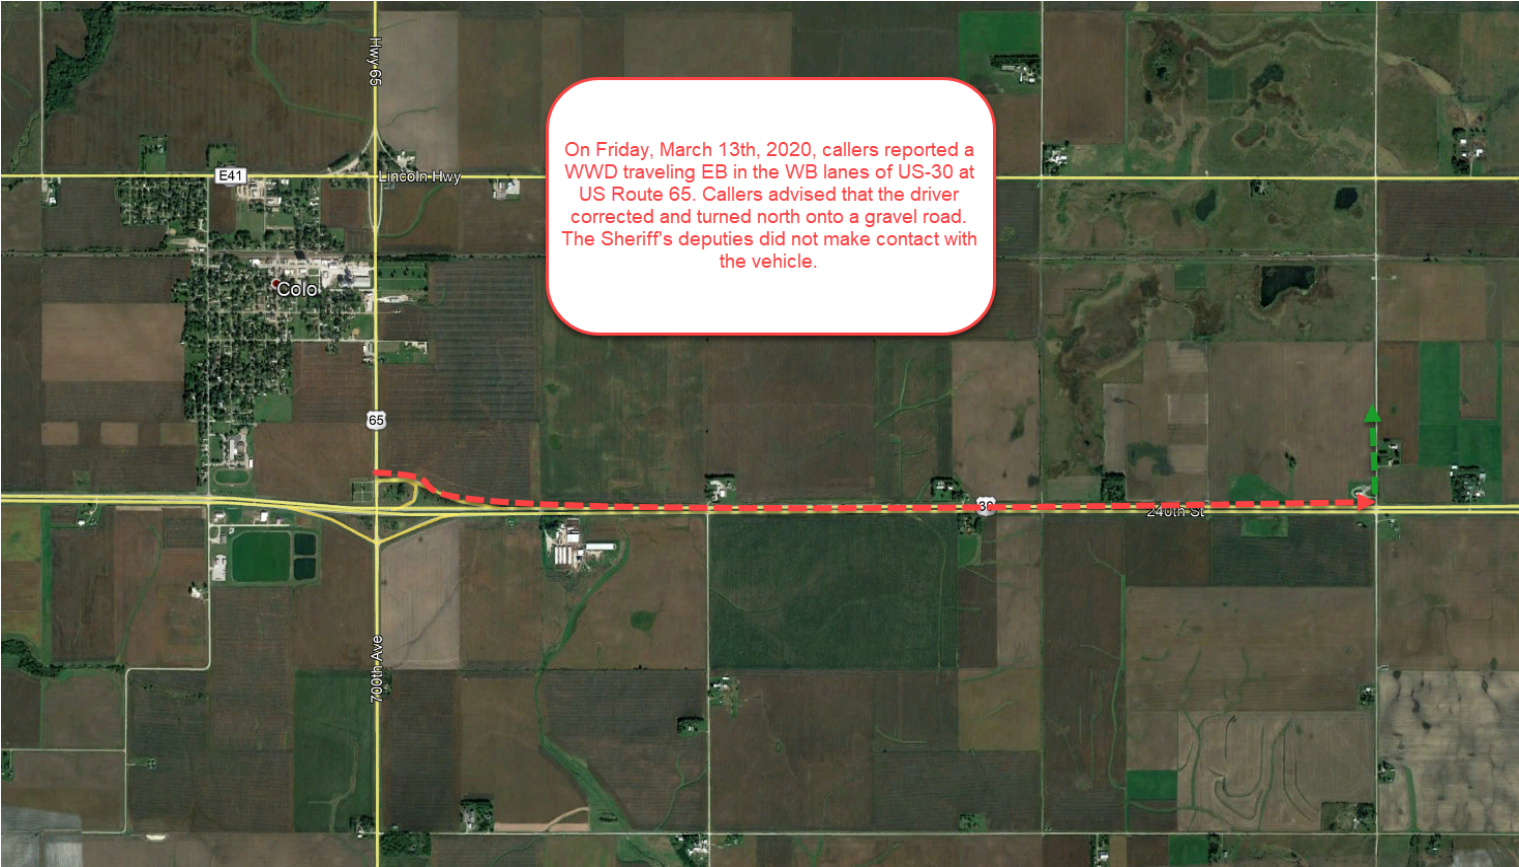 Hwy 65
E41
Lincoln Hwy
On Friday, March 13th, 2020, callers reported a
WWD traveling EB in the WB lanes of US-30 at
US Route 65. Callers advised that the driver
corrected and turned north onto a gravel road.
The Sheriff's deputies did not make contact with
the vehicle.
Colo
65
30
240th St
700th Ave